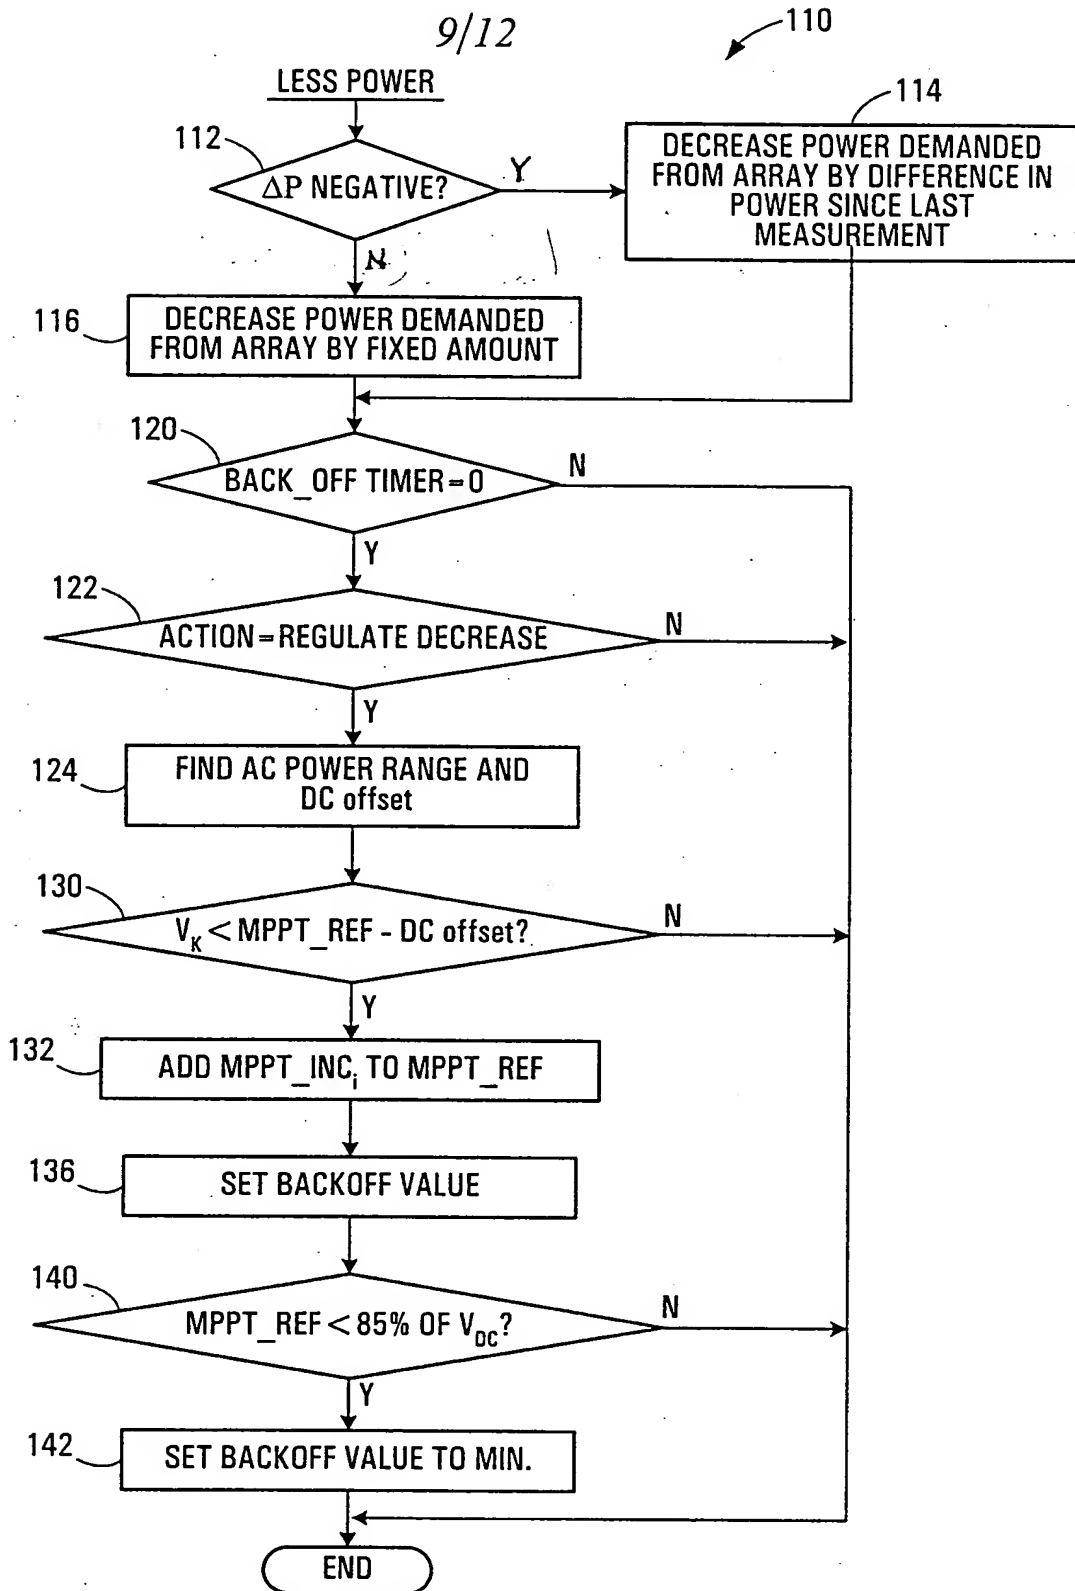 9/12
110
LESS POWER
112
ΔP NEGATIVE?
Y
114
DECREASE POWER DEMANDED
FROM ARRAY BY DIFFERENCE IN
POWER SINCE LAST
MEASUREMENT
N
116
DECREASE POWER DEMANDED
FROM ARRAY BY FIXED AMOUNT
120
BACK_OFF TIMER=0
N
Y
122
ACTION=REGULATE DECREASE
N
Y
124
FIND AC POWER RANGE AND
DC offset
130
V_K < MPPT_REF - DC offset?
N
Y
132
ADD MPPT_INC_i TO MPPT_REF
136
SET BACKOFF VALUE
140
MPPT_REF < 85% OF V_DC?
N
Y
142
SET BACKOFF VALUE TO MIN.
END